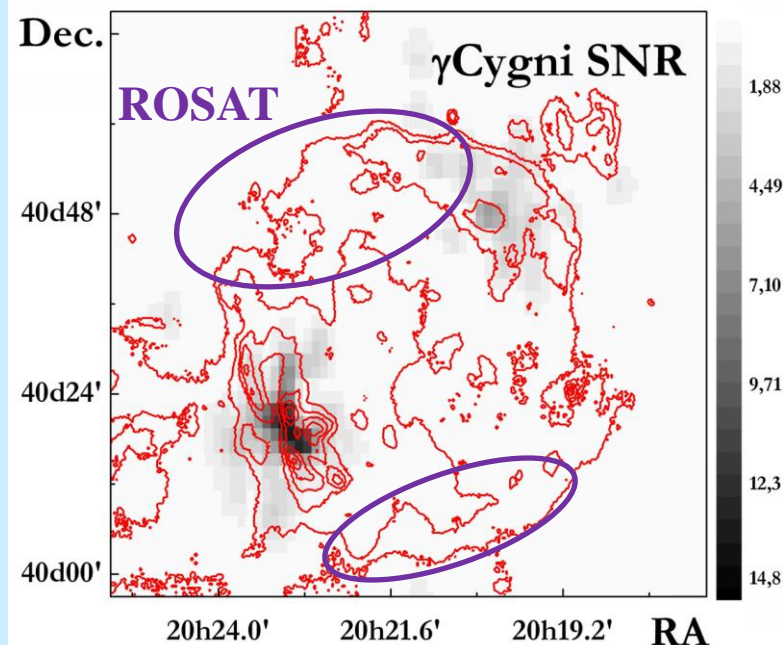 Dec.
γCygni SNR
ROSAT
1,88
40d48'
4,49
7,10
40d24'
9,71
12,3
40d00'
14,8
20h24.0'
20h21.6'
20h19.2'
RA